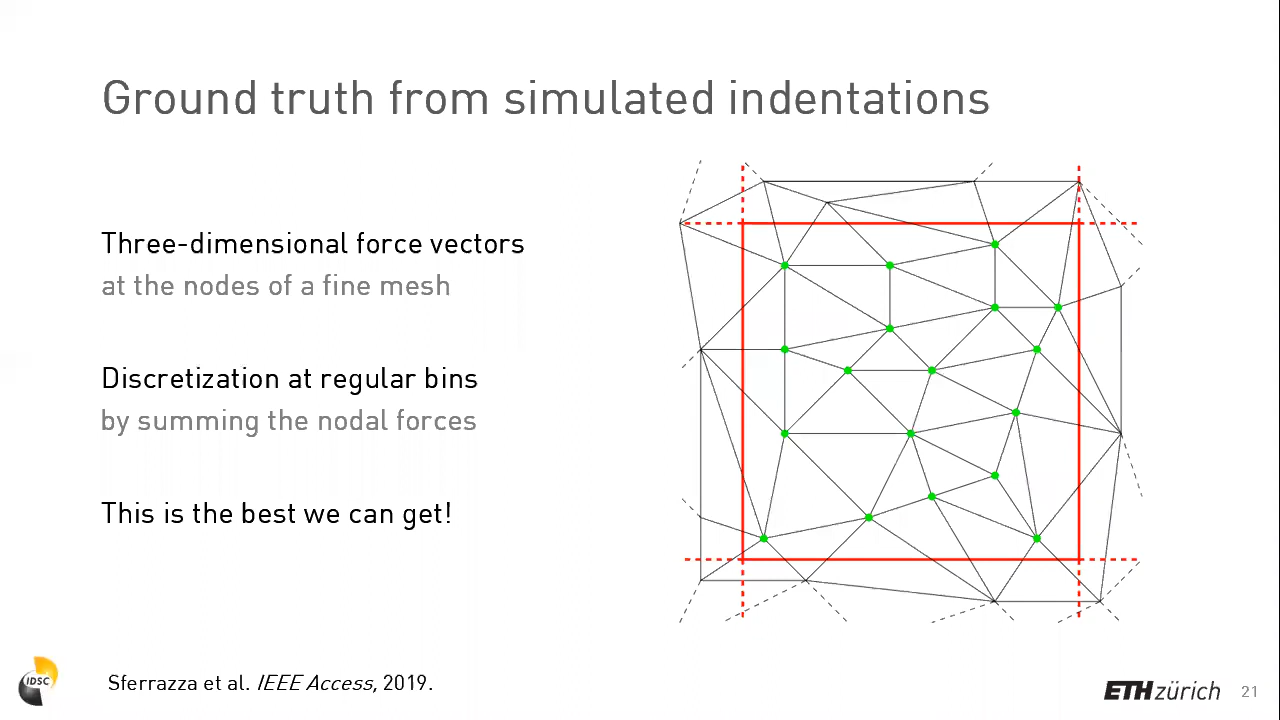 Ground truth from simulated indentations
Three-dimensional force vectors
at the nodes of a fine mesh
Discretization at regular bins
by summing the nodal forces
This is the best we can get!
IDSC
Sferrazza et al. IEEE Access, 2019.
ETH zürich
21